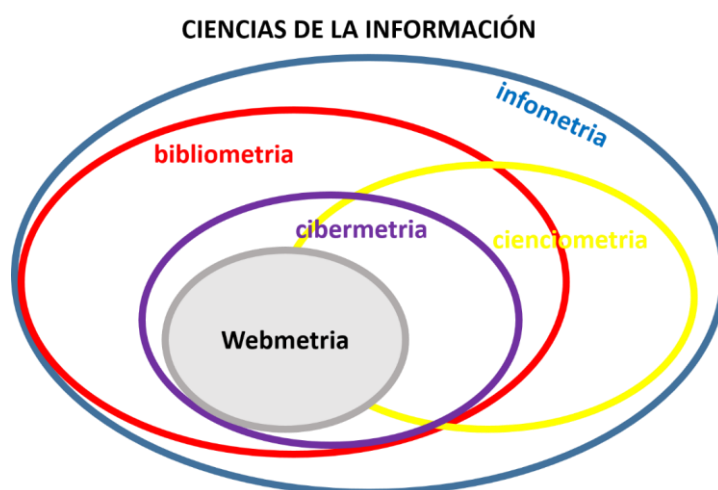 CIENCIAS DE LA INFORMACIÓN
infometria
bibliometria
cibermetria
cienciometria
Webmetria